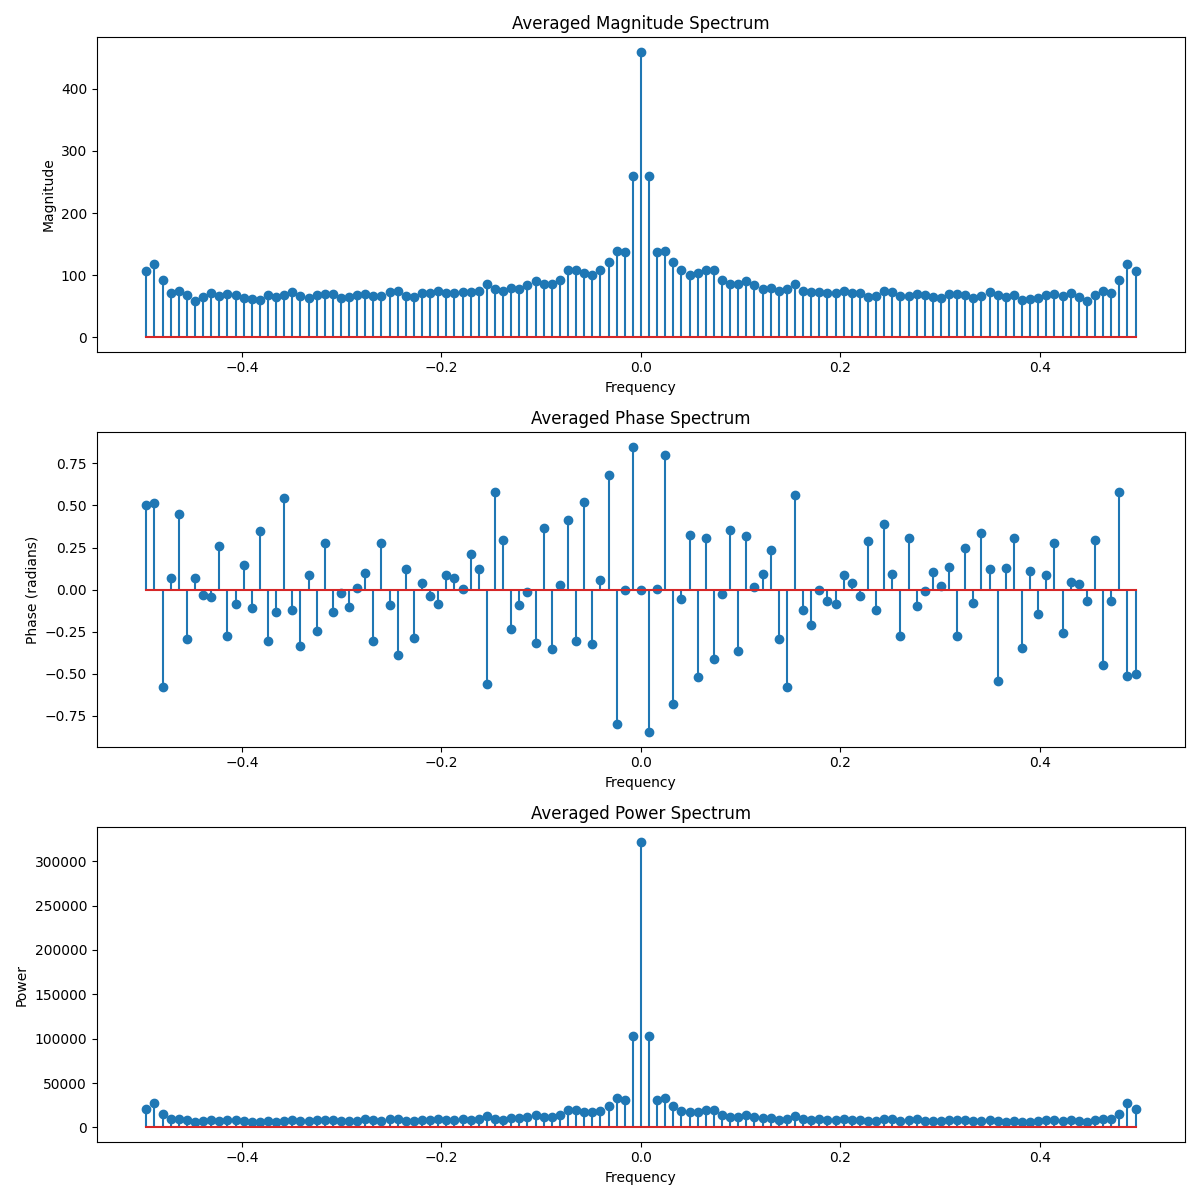 Averaged Magnitude Spectrum
400
300
200
100
0
Magnitude
−0.4 −0.2 0.0 0.2 0.4
Frequency
Averaged Phase Spectrum
0.75
0.50
0.25
0.00
−0.25
−0.50
−0.75
Phase (radians)
−0.4 −0.2 0.0 0.2 0.4
Frequency
Averaged Power Spectrum
300000
250000
200000
150000
100000
50000
0
Power
−0.4 −0.2 0.0 0.2 0.4
Frequency